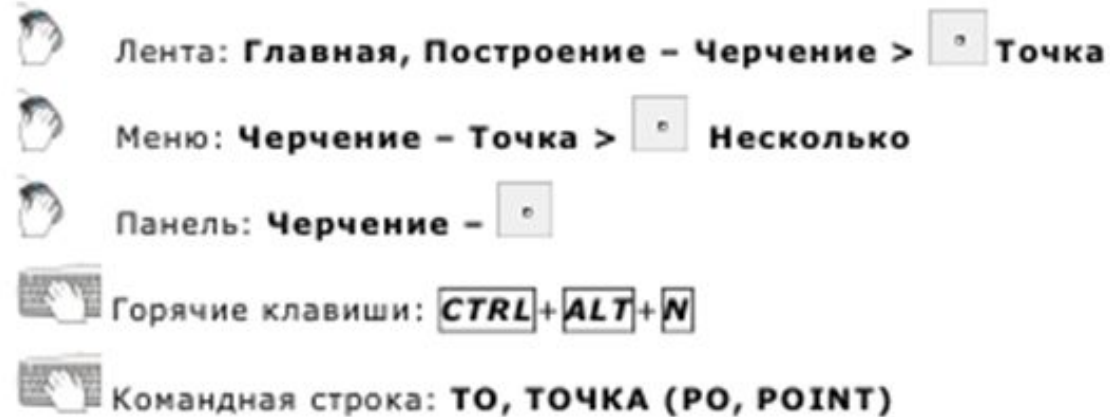 Лента: Главная, Построение – Черчение > Точка
Меню: Черчение – Точка > Несколько
Панель: Черчение –
Горячие клавиши: CTRL+ALT+N
Командная строка: ТО, ТОЧКА (PO, POINT)